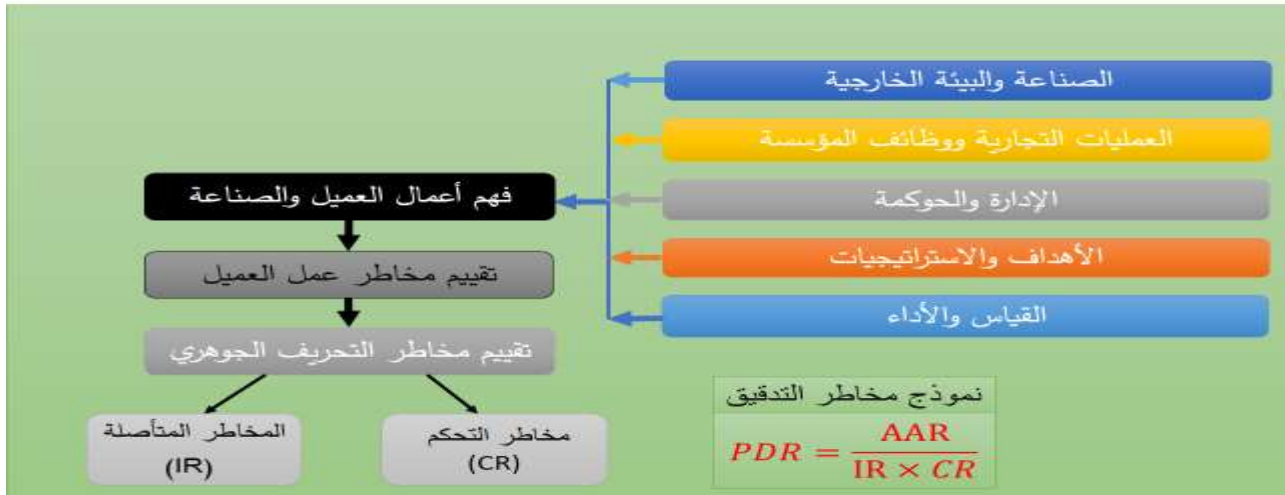 الصناعة والبيئة الخارجية
العمليات التجارية ووظائف المؤسسة
الإدارة والحوكمة
الأهداف والاستراتيجيات
القياس والأداء
فهم أعمال العميل والصناعة
تقييم مخاطر عمل العميل
تقييم مخاطر التحريف الجوهري
مخاطر التحكم
(CR)
المخاطر المتأصلة
(IR)
نموذج مخاطر التدقيق
PDR = AAR / IR × CR